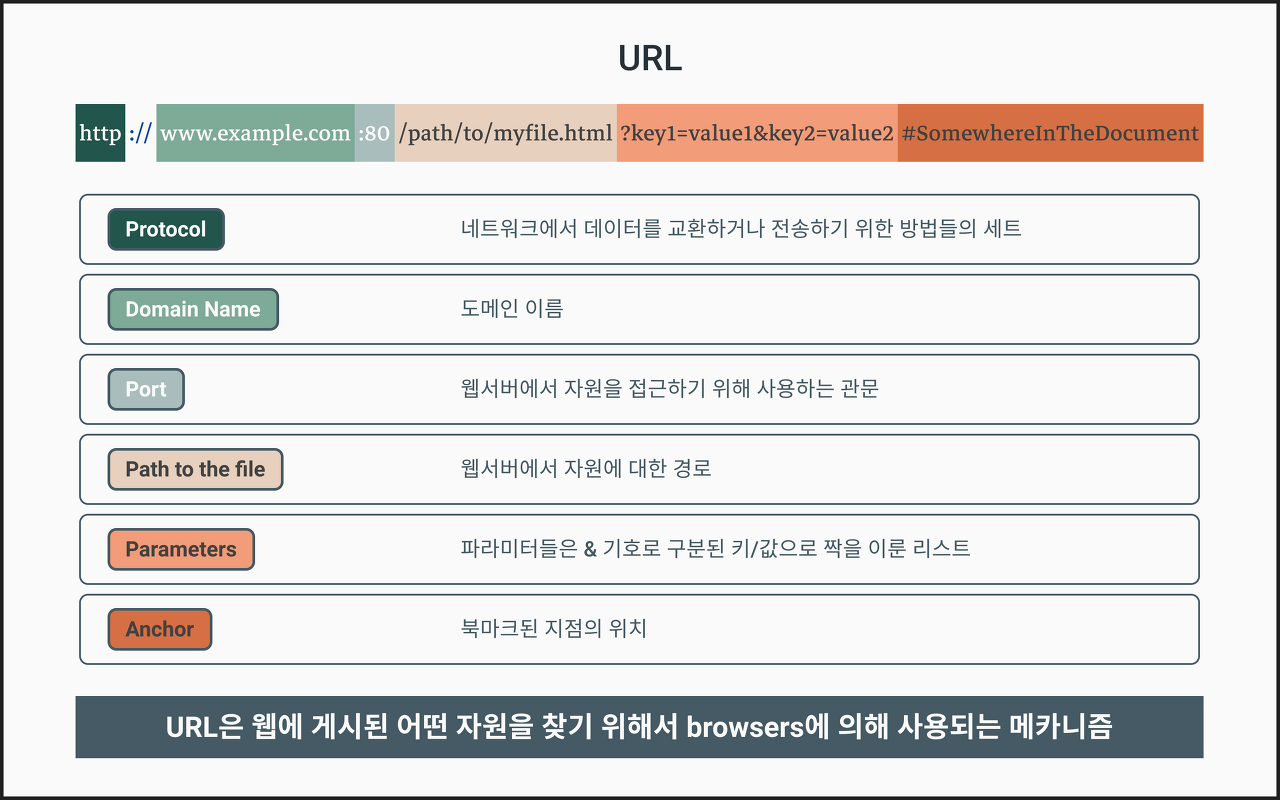 URL
http :// www.example.com :80 /path/to/myfile.html ?key1=value1&key2=value2 #SomewhereInTheDocument
Protocol 네트워크에서 데이터를 교환하거나 전송하기 위한 방법들의 세트
Domain Name 도메인 이름
Port 웹서버에서 자원을 접근하기 위해 사용하는 관문
Path to the file 웹서버에서 자원에 대한 경로
Parameters 파라미터들은 & 기호로 구분된 키/값으로 짝을 이룬 리스트
Anchor 북마크된 지점의 위치
URL은 웹에 게시된 어떤 자원을 찾기 위해서 browsers에 의해 사용되는 메카니즘